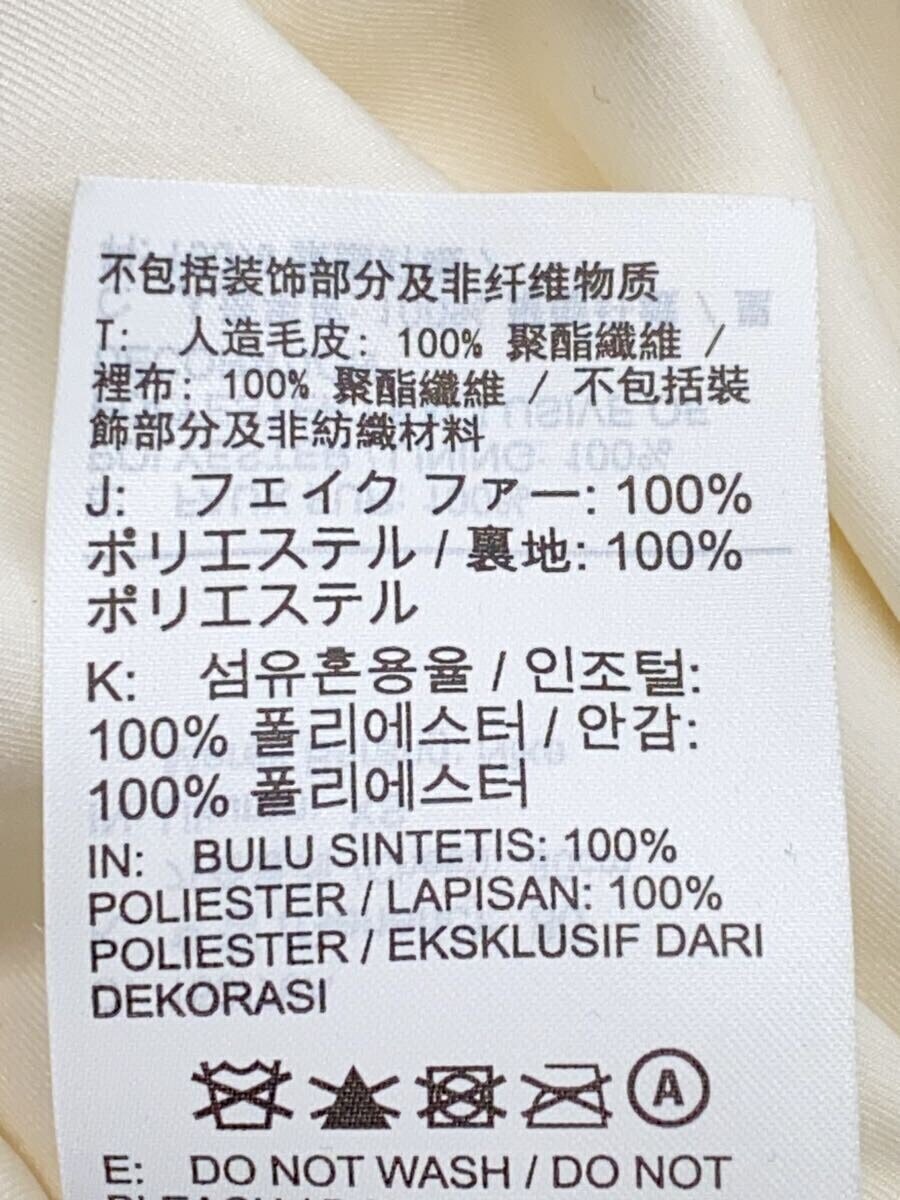 不包括装饰部分及非纤维物质
T: 人造毛皮: 100% 聚酯纖維 /
裡布: 100% 聚酯纖維 / 不包括裝
飾部分及非紡織材料
J: フェイク ファー: 100%
ポリエステル / 裏地: 100%
ポリエステル
K: 섬유혼용율 / 인조털:
100% 폴리에스터 / 안감:
100% 폴리에스터
IN: BULU SINTETIS: 100%
POLIESTER / LAPISAN: 100%
POLIESTER / EKSKLUSIF DARI
DEKORASI
A
E: DO NOT WASH / DO NOT